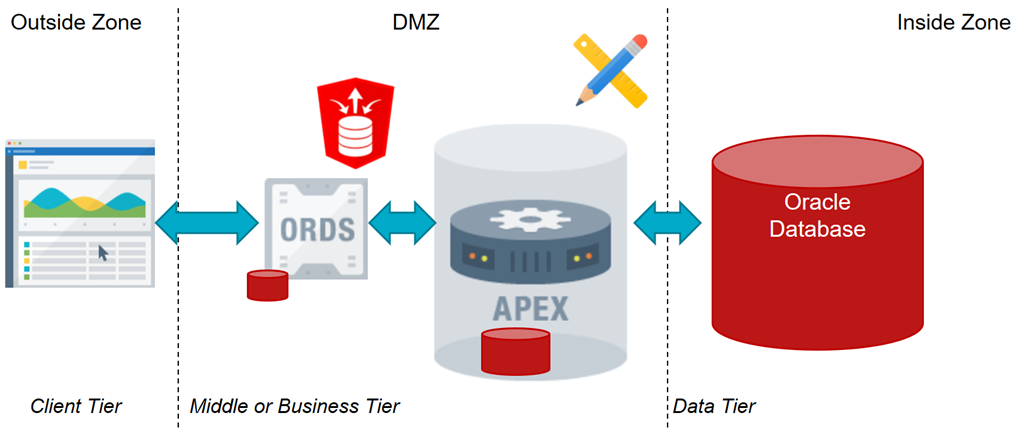 Outside Zone
DMZ
Inside Zone
ORDS
APEX
Oracle
Database
Client Tier
Middle or Business Tier
Data Tier